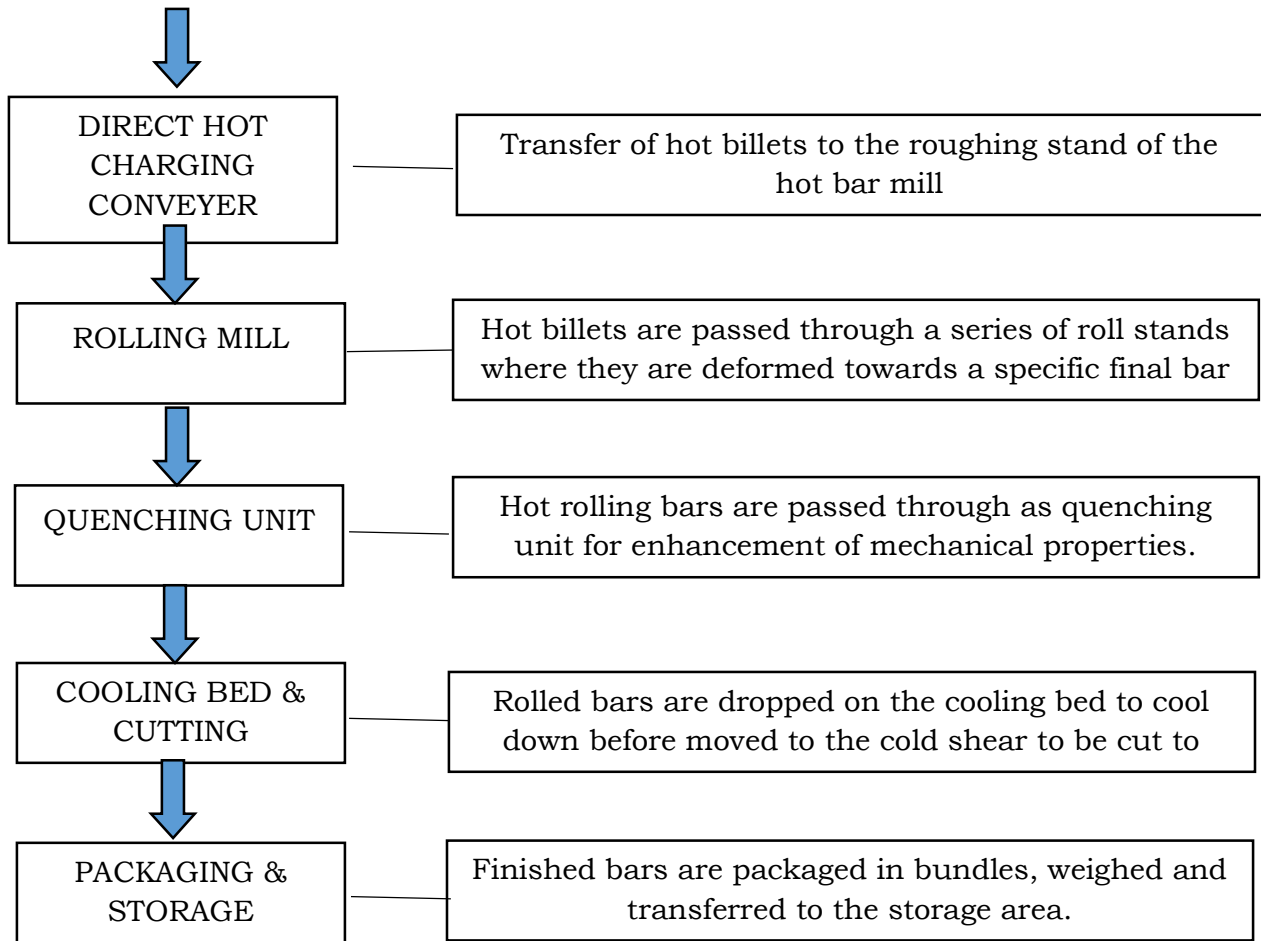 DIRECT HOT
CHARGING
CONVEYER
Transfer of hot billets to the roughing stand of the
hot bar mill
ROLLING MILL
Hot billets are passed through a series of roll stands
where they are deformed towards a specific final bar
QUENCHING UNIT
Hot rolling bars are passed through as quenching
unit for enhancement of mechanical properties.
COOLING BED &
CUTTING
Rolled bars are dropped on the cooling bed to cool
down before moved to the cold shear to be cut to
PACKAGING &
STORAGE
Finished bars are packaged in bundles, weighed and
transferred to the storage area.